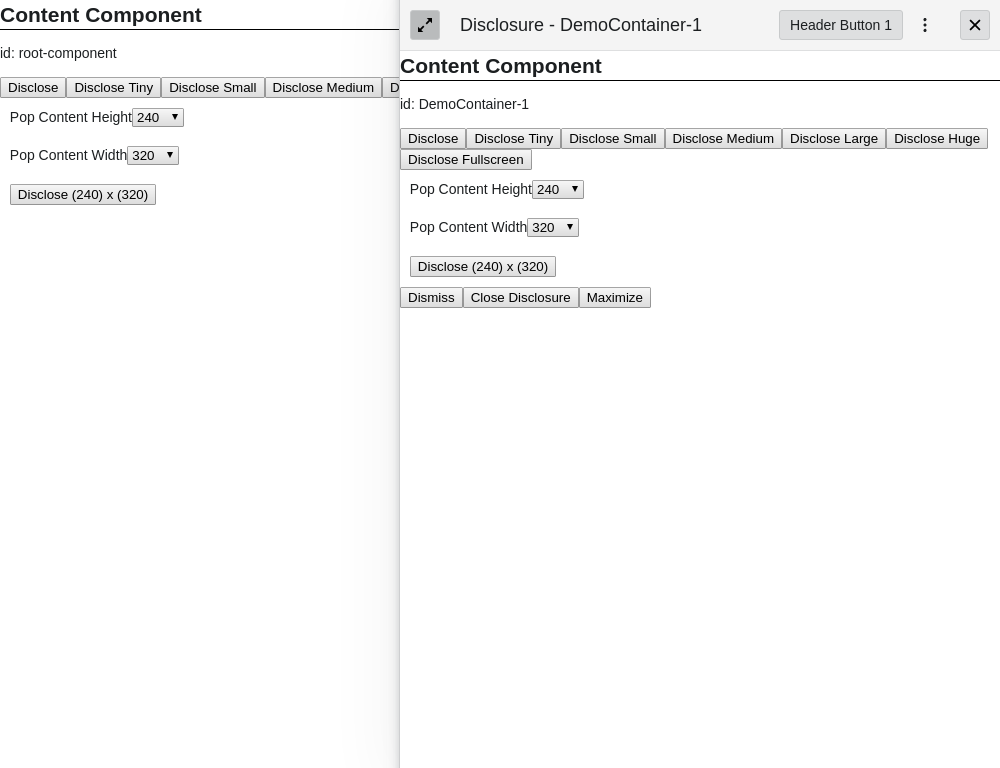 Content Component
id: root-component
Disclose Disclose Tiny Disclose Small Disclose Medium D
Pop Content Height 240
Pop Content Width 320
Disclose (240) x (320)
Disclosure - DemoContainer-1 Header Button 1
Content Component
id: DemoContainer-1
Disclose Disclose Tiny Disclose Small Disclose Medium Disclose Large Disclose Huge
Disclose Fullscreen
Pop Content Height 240
Pop Content Width 320
Disclose (240) x (320)
Dismiss Close Disclosure Maximize